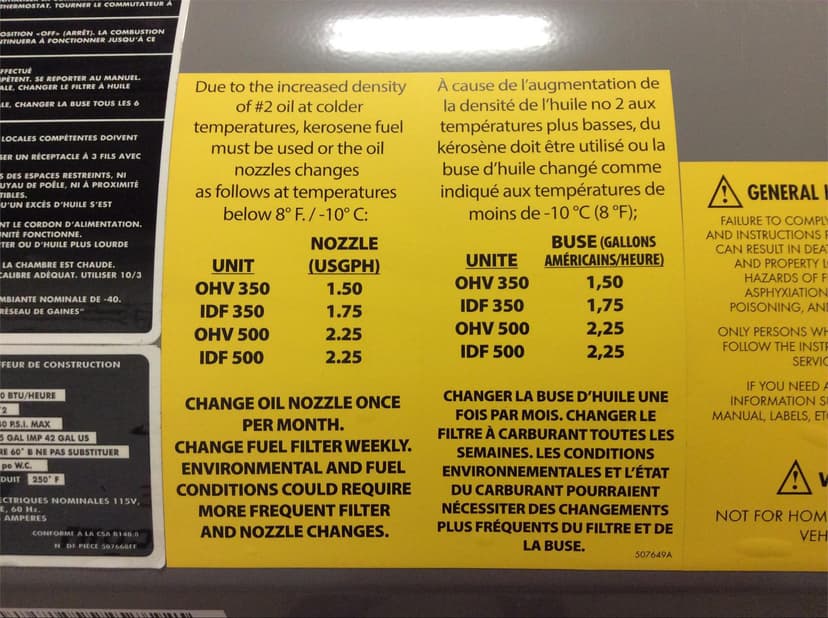 THERMOSTAT, TOURNER LE COMMUTATEUR À
POSITION «OFF» (ARRÊT). LA COMBUSTION
CONTINUERA À FONCTIONNER JUSQU'À CE
EFFECTUÉ
SE REPORTER AU MANUEL.
CHANGER LE FILTRE À HUILE
CHANGER LA BUSE TOUS LES 6
LOCALES COMPÉTENTES DOIVENT
UN RÉCEPTACLE À 3 FILS AVEC
DES ESPACES RESTREINTS, NI
TUYAU DE POÊLE, NI À PROXIMITÉ
QU'UN EXCÈS D'HUILE S'EST
LE CORDON D'ALIMENTATION.
UNITÉ FONCTIONNE.
OU D'HUILE PLUS LOURDE
LA CHAMBRE EST CHAUDE.
CALIBRE ADÉQUAT. UTILISER 10/3
AMBIANTE NOMINALE DE -40.
"RÉSEAU DE GAINES"
FFEUR DE CONSTRUCTION
0 BTU/HEURE
P.S.I. MAX
GAL IMP 42 GAL US
60° B NE PAS SUBSTITUER
po W.C.
DUIT 250° F
ECTRIQUES NOMINALES 115V,
60 Hz.
AMPERES
CONFORME À LA CSA B140.8
N DE PIÈCE 507668FF
Due to the increased density
of #2 oil at colder
temperatures, kerosene fuel
must be used or the oil
nozzles changes
as follows at temperatures
below 8° F. / -10° C:
NOZZLE
UNIT (USGPH)
OHV 350 1.50
IDF 350 1.75
OHV 500 2.25
IDF 500 2.25
CHANGE OIL NOZZLE ONCE
PER MONTH.
CHANGE FUEL FILTER WEEKLY.
ENVIRONMENTAL AND FUEL
CONDITIONS COULD REQUIRE
MORE FREQUENT FILTER
AND NOZZLE CHANGES.
À cause de l'augmentation de
la densité de l'huile no 2 aux
températures plus basses, du
kérosène doit être utilisé ou la
buse d'huile changé comme
indiqué aux températures de
moins de -10 °C (8 °F);
BUSE (GALLONS
UNITE AMÉRICAINS/HEURE)
OHV 350 1,50
IDF 350 1,75
OHV 500 2,25
IDF 500 2,25
CHANGER LA BUSE D'HUILE UNE
FOIS PAR MOIS. CHANGER LE
FILTRE À CARBURANT TOUTES LES
SEMAINES. LES CONDITIONS
ENVIRONNEMENTALES ET L'ÉTAT
DU CARBURANT POURRAIENT
NÉCESSITER DES CHANGEMENTS
PLUS FRÉQUENTS DU FILTRE ET DE
LA BUSE.
507649A
GENERAL
FAILURE TO COMPLY
AND INSTRUCTIONS
CAN RESULT IN DEATH
AND PROPERTY
HAZARDS OF
ASPHYXIATION
POISONING, AND
ONLY PERSONS WH
FOLLOW THE INSTR
SERVIC
IF YOU NEED
INFORMATION
MANUAL, LABELS, ETC
NOT FOR HOM
VEH